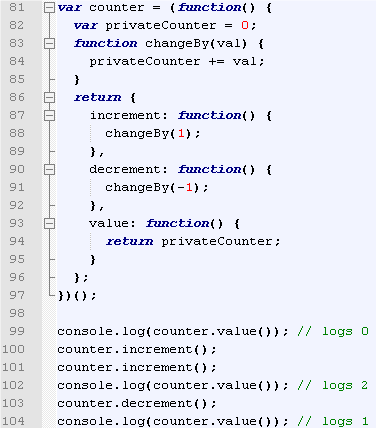 81 var counter = (function() {
82   var privateCounter = 0;
83   function changeBy(val) {
84     privateCounter += val;
85   }
86   return {
87     increment: function() {
88       changeBy(1);
89     },
90     decrement: function() {
91       changeBy(-1);
92     },
93     value: function() {
94       return privateCounter;
95     }
96   };
97 })();
98
99 console.log(counter.value()); // logs 0
100 counter.increment();
101 counter.increment();
102 console.log(counter.value()); // logs 2
103 counter.decrement();
104 console.log(counter.value()); // logs 1